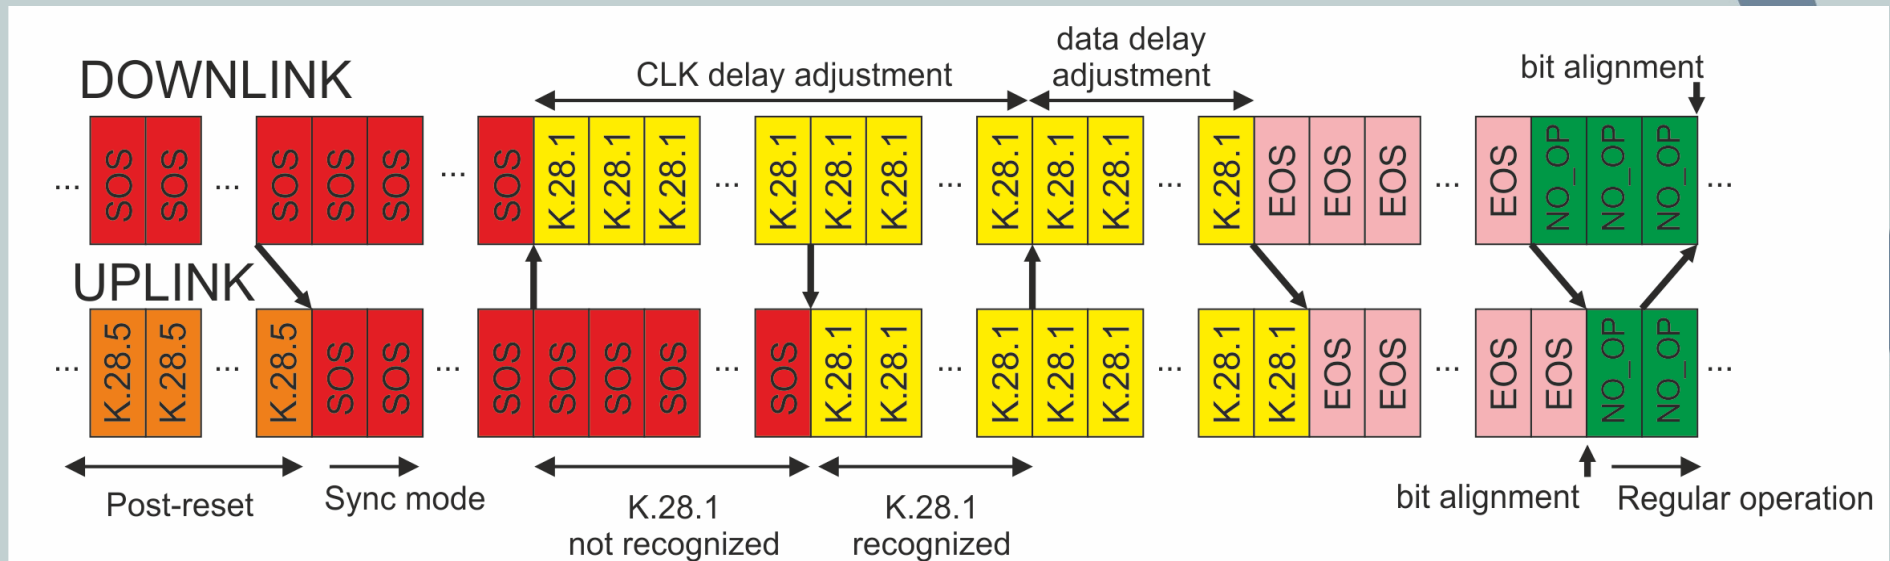 data delay
DOWNLINK
CLK delay adjustment
adjustment
bit alignment
... SOS SOS ... SOS SOS SOS ... SOS K.28.1 K.28.1 K.28.1 ... K.28.1 K.28.1 K.28.1 ... K.28.1 K.28.1 K.28.1 ... K.28.1 EOS EOS EOS ... EOS NO_OP NO_OP NO_OP ...
UPLINK
... K.28.5 K.28.5 ... K.28.5 SOS SOS ... SOS SOS SOS SOS ... SOS K.28.1 K.28.1 ... K.28.1 K.28.1 K.28.1 ... K.28.1 K.28.1 EOS EOS ... EOS EOS NO_OP NO_OP ...
Post-reset
Sync mode
K.28.1
not recognized
K.28.1
recognized
bit alignment
Regular operation